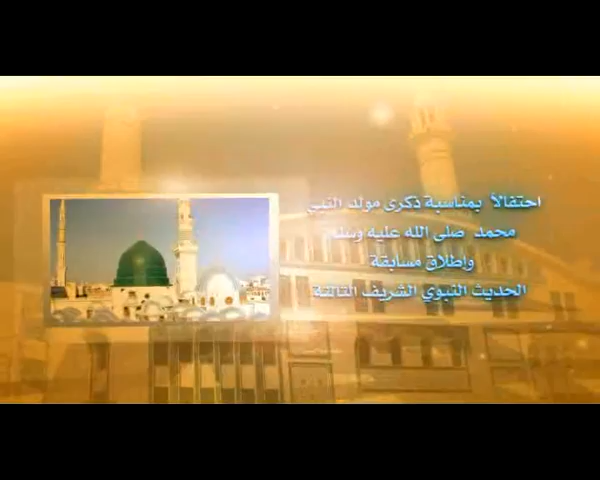 احتفالاً بمناسبة ذكرى مولد النبي
محمد صلى الله عليه وسلم
وإطلاق مسابقة
الحديث النبوي الشريف الثالثة